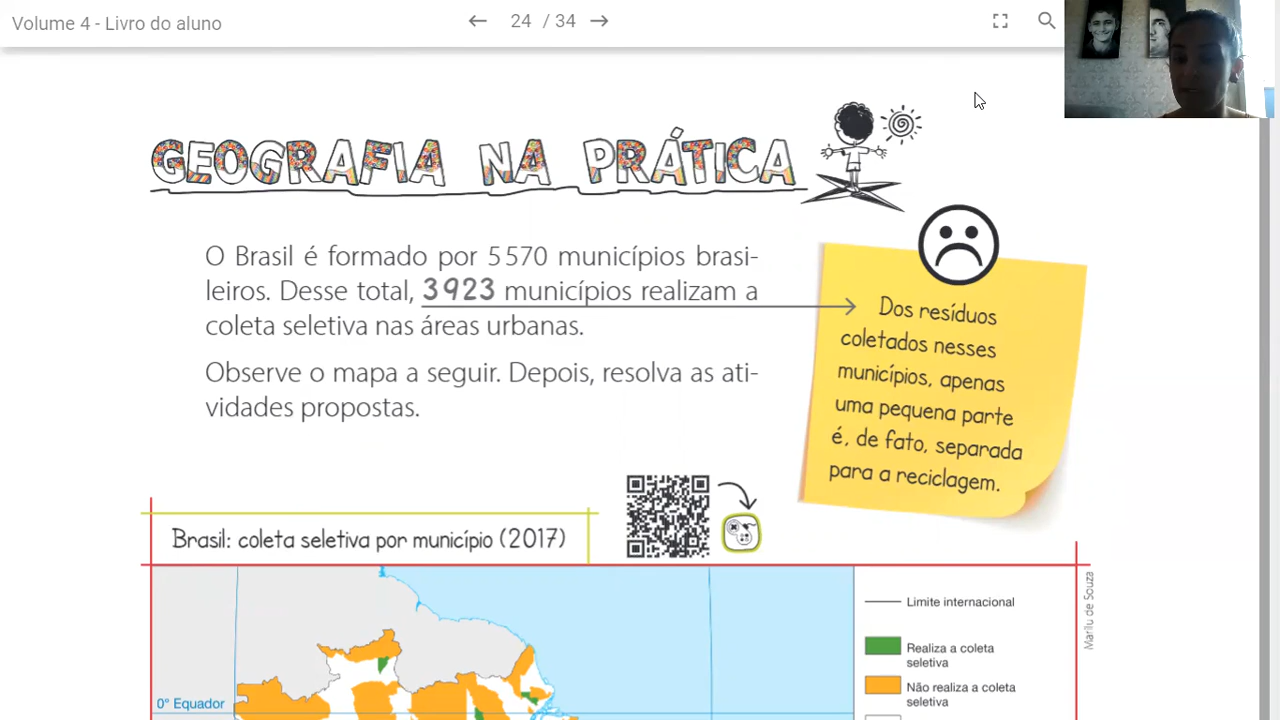 Volume 4 - Livro do aluno
24 / 34
GEOGRAFIA NA PRÁTICA
O Brasil é formado por 5 570 municípios brasi-
leiros. Desse total, 3 923 municípios realizam a
coleta seletiva nas áreas urbanas.
Observe o mapa a seguir. Depois, resolva as ati-
vidades propostas.
Dos resíduos
coletados nesses
municípios, apenas
uma pequena parte
é, de fato, separada
para a reciclagem.
Brasil: coleta seletiva por município (2017)
Marilu de Souza
Limite internacional
Realiza a coleta
seletiva
Não realiza a coleta
seletiva
0° Equador